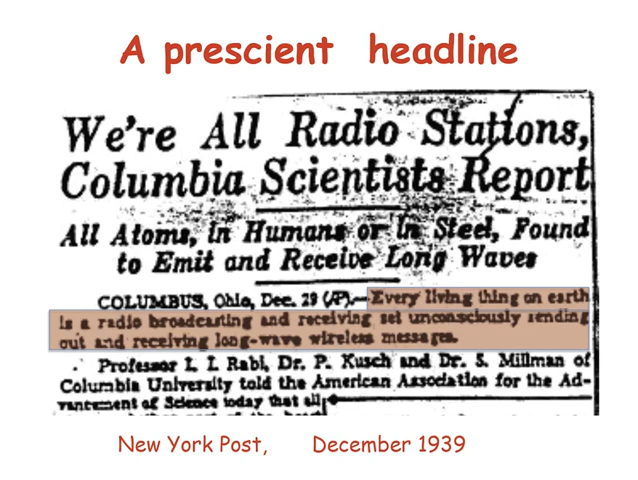 A prescient headline
We're All Radio Stations,
Columbia Scientists Report
All Atoms, in Humans or in Steel, Found
to Emit and Receive Long Waves
COLUMBUS, Ohio, Dec. 29 (AP).—Every living thing on earth
is a radio broadcasting and receiving set unconsciously sending
out and receiving long-wave wireless messages.
Professor I. I. Rabi, Dr. P. Kusch and Dr. S. Millman of
Columbia University told the American Association for the Ad-
vancement of Science today that all
New York Post, December 1939